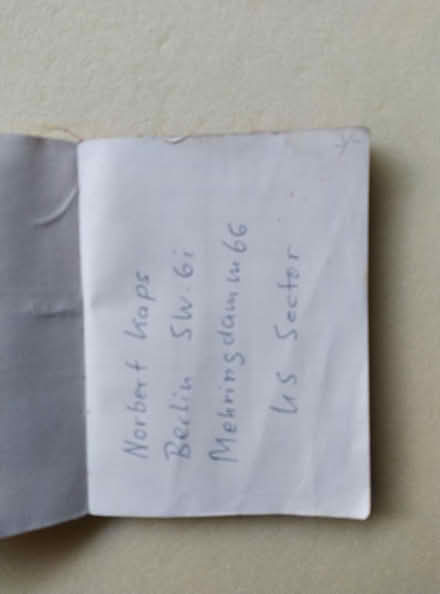 Norbert Kaps
Berlin SW. 61
Mehringdamm 66
US Sector